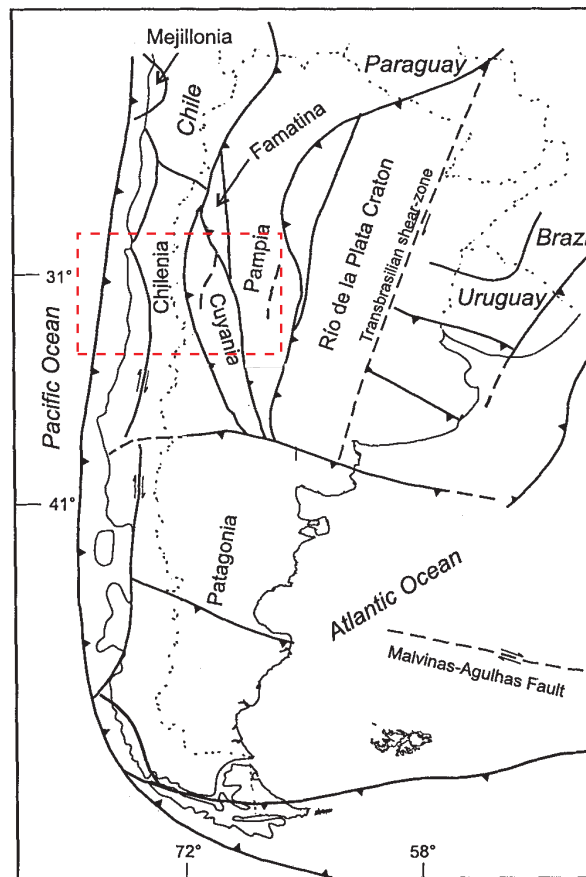 Mejillonia
Paraguay
Chile
Famatina
Río de la Plata Craton
Transbrasilian shear-zone
Brazi
Pampia
31°
Chilenia
Uruguay
Cuyania
Pacific Ocean
41°
Patagonia
Atlantic Ocean
Malvinas-Agulhas Fault
72°
58°